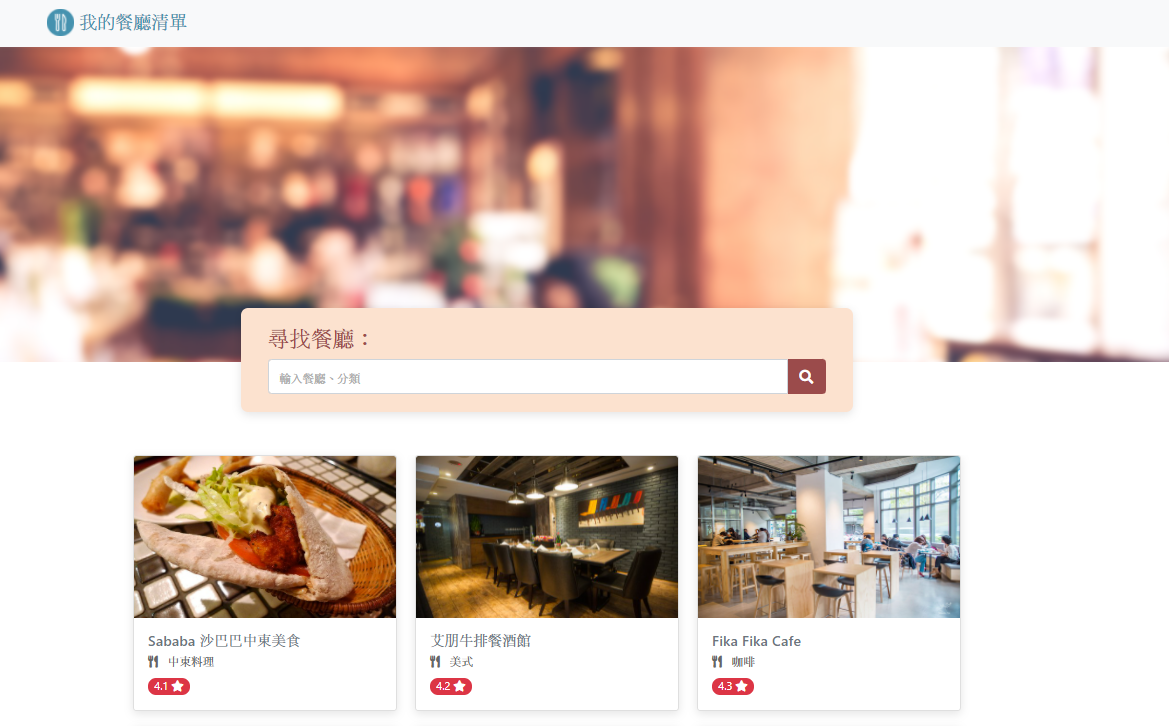 我的餐廳清單
尋找餐廳：
輸入餐廳、分類
Sababa 沙巴巴中東美食
中東料理
4.1
艾朋牛排餐酒館
美式
4.2
Fika Fika Cafe
咖啡
4.3